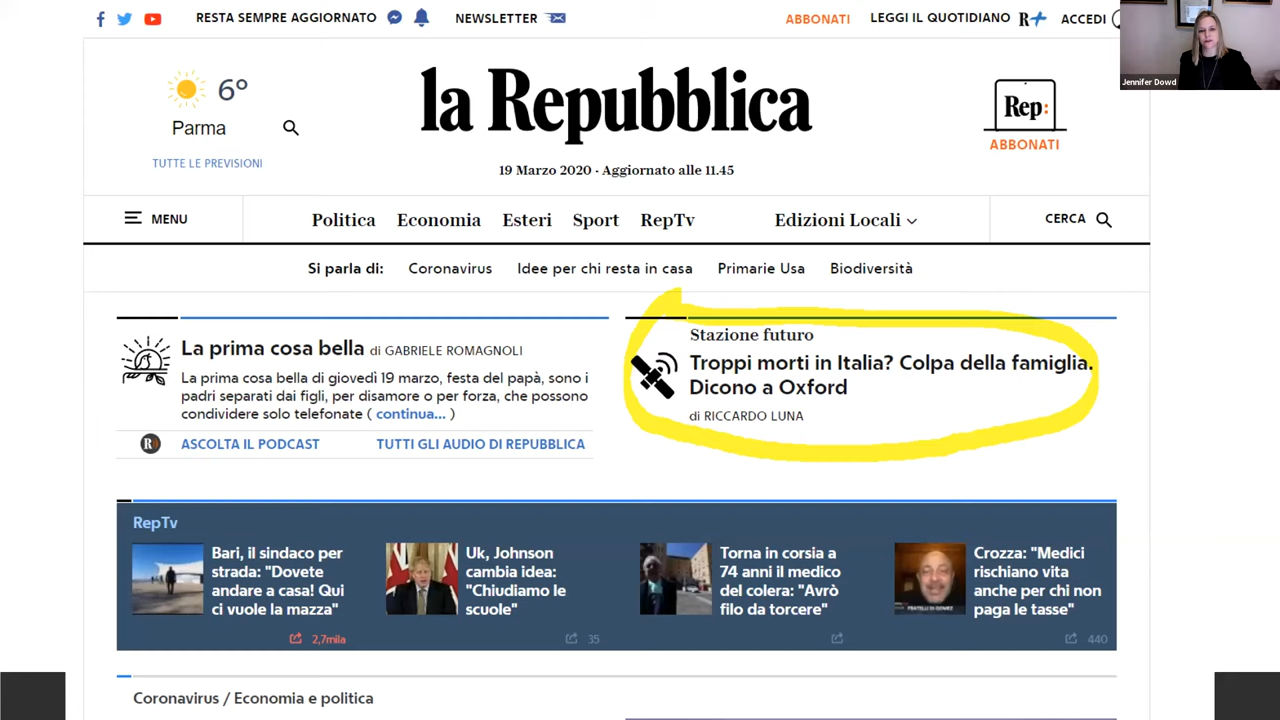 RESTA SEMPRE AGGIORNATO
NEWSLETTER
ABBONATI
LEGGI IL QUOTIDIANO R+
ACCEDI
Jennifer Dowd
6°
Parma
TUTTE LE PREVISIONI
la Repubblica
19 Marzo 2020 - Aggiornato alle 11.45
Rep:
ABBONATI
MENU
Politica
Economia
Esteri
Sport
RepTv
Edizioni Locali
CERCA
Si parla di:
Coronavirus
Idee per chi resta in casa
Primarie Usa
Biodiversità
La prima cosa bella di GABRIELE ROMAGNOLI
La prima cosa bella di giovedì 19 marzo, festa del papà, sono i
padri separati dai figli, per disamore o per forza, che possono
condividere solo telefonate ( continua... )
R
ASCOLTA IL PODCAST
TUTTI GLI AUDIO DI REPUBBLICA
Stazione futuro
Troppi morti in Italia? Colpa della famiglia.
Dicono a Oxford
di RICCARDO LUNA
RepTv
Bari, il sindaco per
strada: "Dovete
andare a casa! Qui
ci vuole la mazza"
2,7mila
Uk, Johnson
cambia idea:
"Chiudiamo le
scuole"
35
Torna in corsia a
74 anni il medico
del colera: "Avrò
filo da torcere"
Crozza: "Medici
rischiano vita
anche per chi non
paga le tasse"
FRATELLI DI CROZZA
440
Coronavirus / Economia e politica